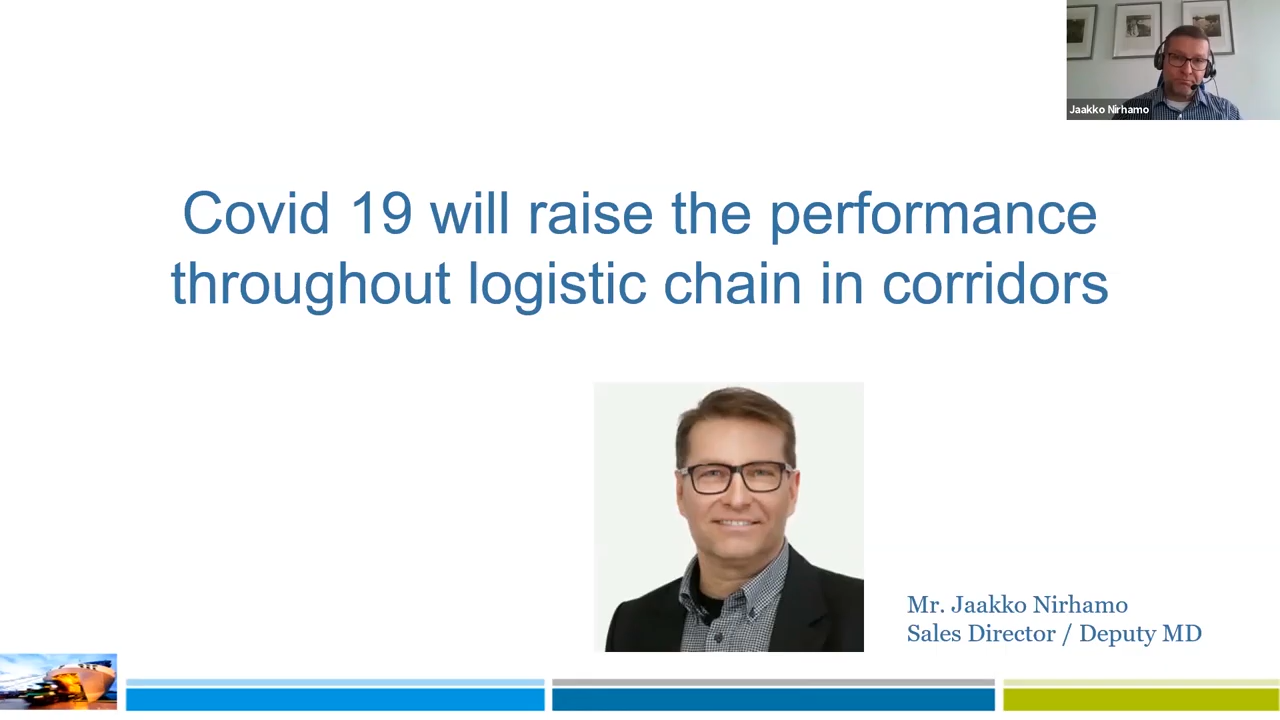 Jaakko Nirhamo
Covid 19 will raise the performance
throughout logistic chain in corridors
Mr. Jaakko Nirhamo
Sales Director / Deputy MD